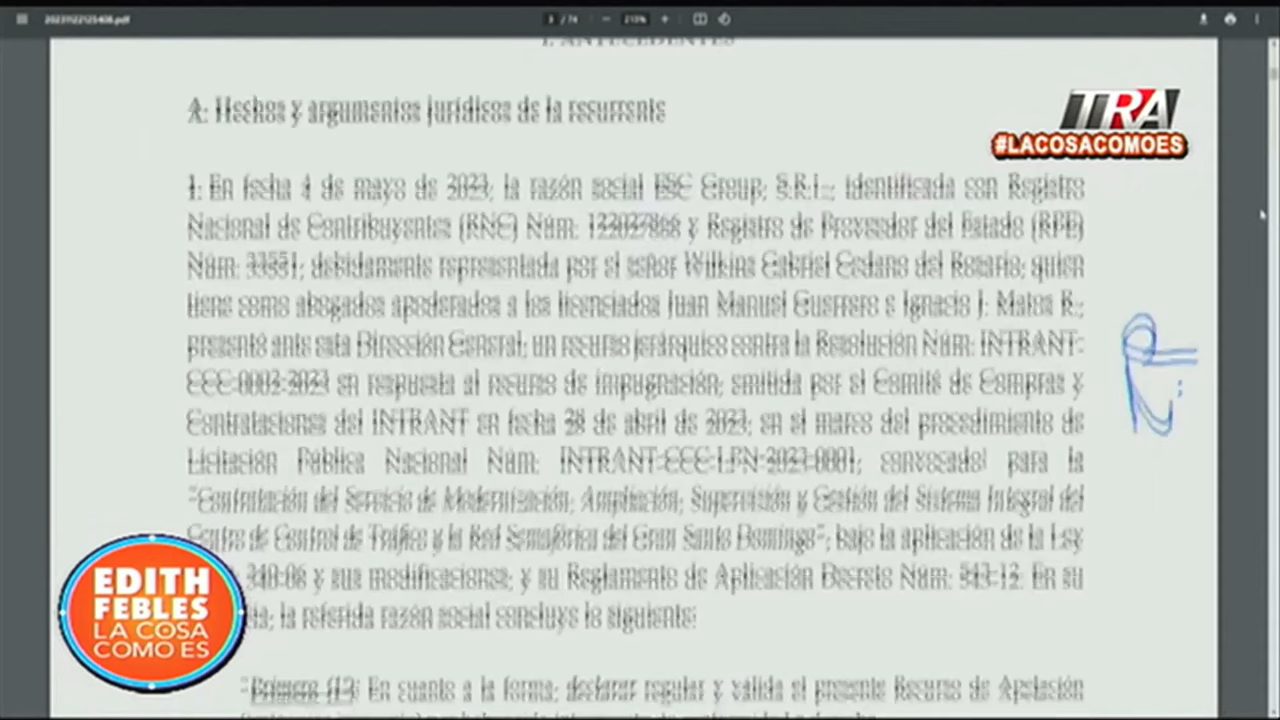 20231122125406.pdf
3 / 74
210%
I. ANTECEDENTES
A. Hechos y argumentos jurídicos de la recurrente
TRA
#LACOSACOMOES
1. En fecha 4 de mayo de 2023, la razón social ESC Group, S.R.L., identificada con Registro
Nacional de Contribuyentes (RNC) Núm. 122027866 y Registro de Proveedor del Estado (RPE)
Núm. 33551, debidamente representada por el señor Wilkins Gabriel Cedano del Rosario, quien
tiene como abogados apoderados a los licenciados Juan Manuel Guerrero e Ignacio J. Matos R.,
presentó ante esta Dirección General, un recurso jerárquico contra la Resolución Núm. INTRANT-
CCC-0002-2023 en respuesta al recurso de impugnación, emitida por el Comité de Compras y
Contrataciones del INTRANT en fecha 28 de abril de 2023, en el marco del procedimiento de
Licitación Pública Nacional Núm. INTRANT-CCC-LPN-2023-0001, convocado para la
"Contratación del Servicio de Modernización, Ampliación, Supervisión y Gestión del Sistema Integral del
Centro de Control de Tráfico y la Red Semafórica del Gran Santo Domingo", bajo la aplicación de la Ley
340-06 y sus modificaciones, y su Reglamento de Aplicación Decreto Núm. 543-12. En su
la referida razón social concluye lo siguiente:
EDITH
FEBLES
LA COSA
COMO ES
"Primero (1): En cuanto a la forma, declarar regular y válida el presente Recurso de Apelación